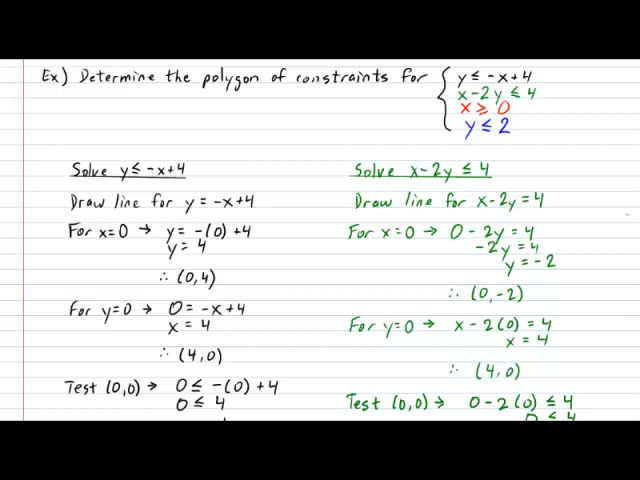 Ex) Determine the polygon of constraints for { y ≤ -x+4
x-2y ≤ 4
x ≥ 0
y ≤ 2
Solve y ≤ -x+4
Draw line for y = -x+4
For x=0 → y = -(0) +4
y = 4
∴ (0,4)
For y=0 → 0 = -x+4
x = 4
∴ (4,0)
Test (0,0) → 0 ≤ -(0) +4
0 ≤ 4
Solve x-2y ≤ 4
Draw line for x-2y = 4
For x=0 → 0 - 2y = 4
-2y = 4
y = -2
∴ (0,-2)
For y=0 → x - 2(0) = 4
x = 4
∴ (4,0)
Test (0,0) → 0 - 2(0) ≤ 4
0 ≤ 4